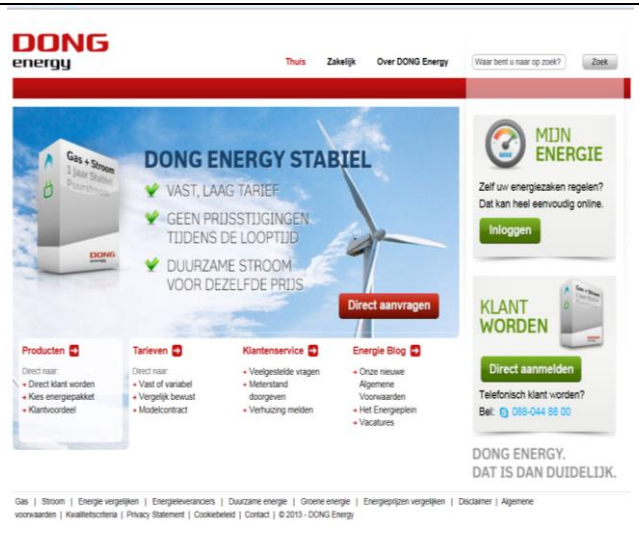 DONG
energy
Thuis Zakelijk Over DONG Energy Waar bent u naar op zoek? Zoek
Gas + Stroom
1 jaar Stabiel
Puurstroom
DONG
energy
DONG ENERGY STABIEL
VAST, LAAG TARIEF
GEEN PRIJSSTIJGINGEN
TIJDENS DE LOOPTIJD
DUURZAME STROOM
VOOR DEZELFDE PRIJS
Direct aanvragen
MIJN
ENERGIE
Zelf uw energiezaken regelen?
Dat kan heel eenvoudig online.
Inloggen
KLANT
WORDEN
Gas + Stroom
Direct aanmelden
Telefonisch klant worden?
Bel: 088-044 88 00
Producten
Direct naar:
Direct klant worden
Kies energiepakket
Klantvoordeel
Tarieven
Direct naar:
Vast of variabel
Vergelijk bewust
Modelcontract
Klantenservice
Veelgestelde vragen
Meterstand
doorgeven
Verhuizing melden
Energie Blog
Onze nieuwe
Algemene
Voorwaarden
Het Energieplein
Vacatures
DONG ENERGY.
DAT IS DAN DUIDELIJK.
Gas | Stroom | Energie vergelijken | Energieleveranciers | Duurzame energie | Groene energie | Energieprijzen vergelijken | Disclaimer | Algemene
voorwaarden | Kwaliteitscriteria | Privacy Statement | Cookiebeleid | Contact | © 2013 - DONG Energy